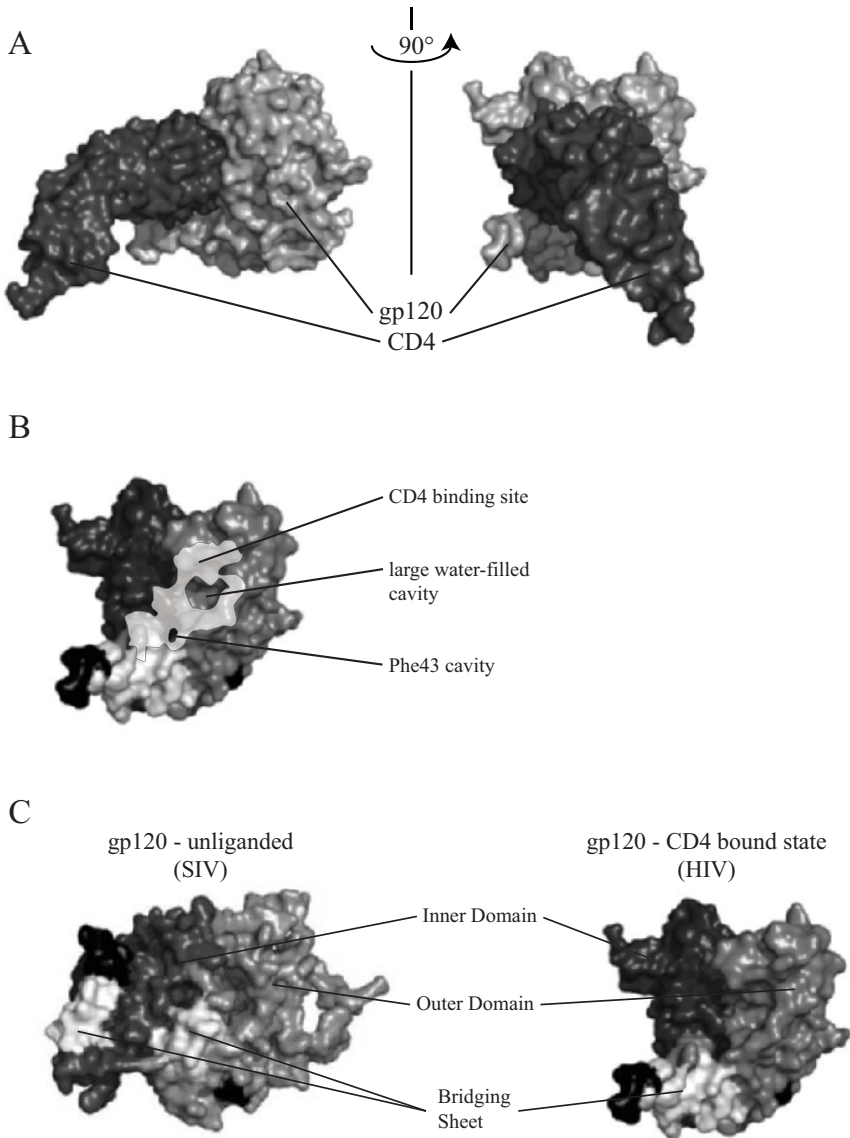 A
90°
gp120
CD4
B
CD4 binding site
large water-filled
cavity
Phe43 cavity
C
gp120 - unliganded
(SIV)
gp120 - CD4 bound state
(HIV)
Inner Domain
Outer Domain
Bridging
Sheet